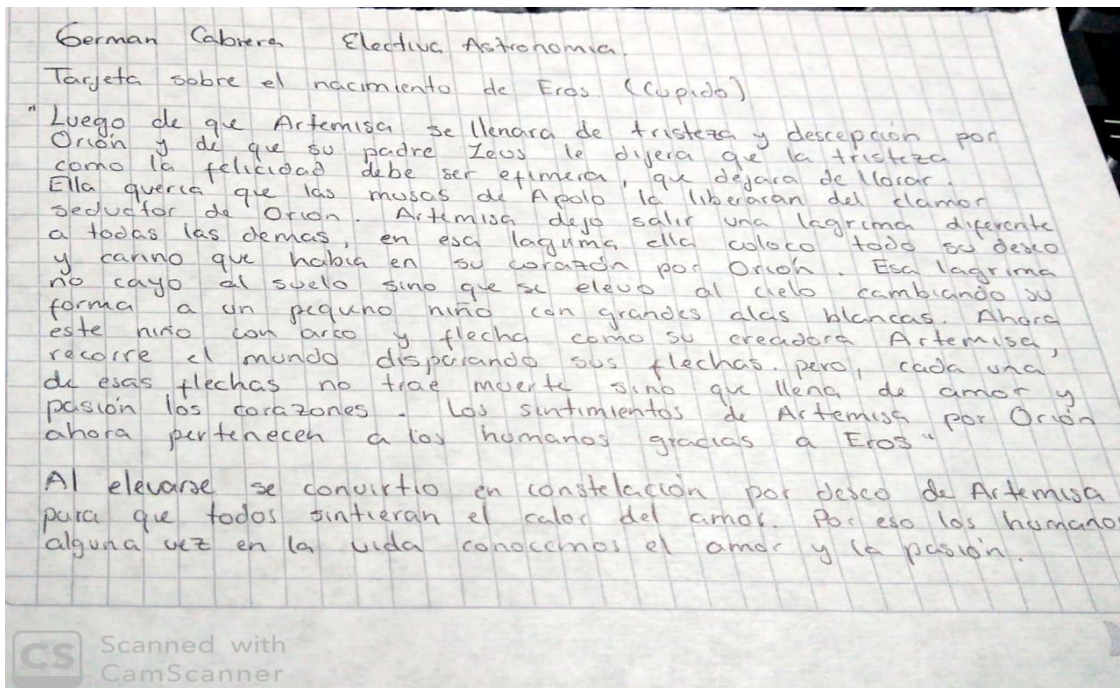 German Cabrera Electiva Astronomia.
Tarjeta sobre el nacimiento de Eros (Cupido)
"Luego de que Artemisa se llenara de tristeza y descepción por
Orión y de que su padre Zeus le dijera que la tristeza
como la felicidad debe ser efimera, que dejara de llorar.
Ella queria que las musas de Apolo la liberaran del clamor
seductor de Orion. Artemisa dejo salir una lagrima diferente
a todas las demas, en esa laguima ella coloco todo su deseo
y cariño que habia en su corazón por Orion. Esa lagrima
no cayo al suelo sino que se elevo al cielo cambiando su
forma a un pequeno niño con grandes alas blancas. Ahora
este niño con arco y flecha como su creadora Artemisa,
recorre el mundo disparando sus flechas. pero, cada una
de esas flechas no trae muerte sino que llena de amor y
pasión los corazones. Los sentimientos de Artemisa por Orión
ahora pertenecen a los humanos gracias a Eros"
Al elevarse se convirtio en constelación por deseo de Artemisa
para que todos sintieran el calor del amor. Por eso los humano
alguna vez en la vida conocemos el amor y la pasión.
CS Scanned with
CamScanner